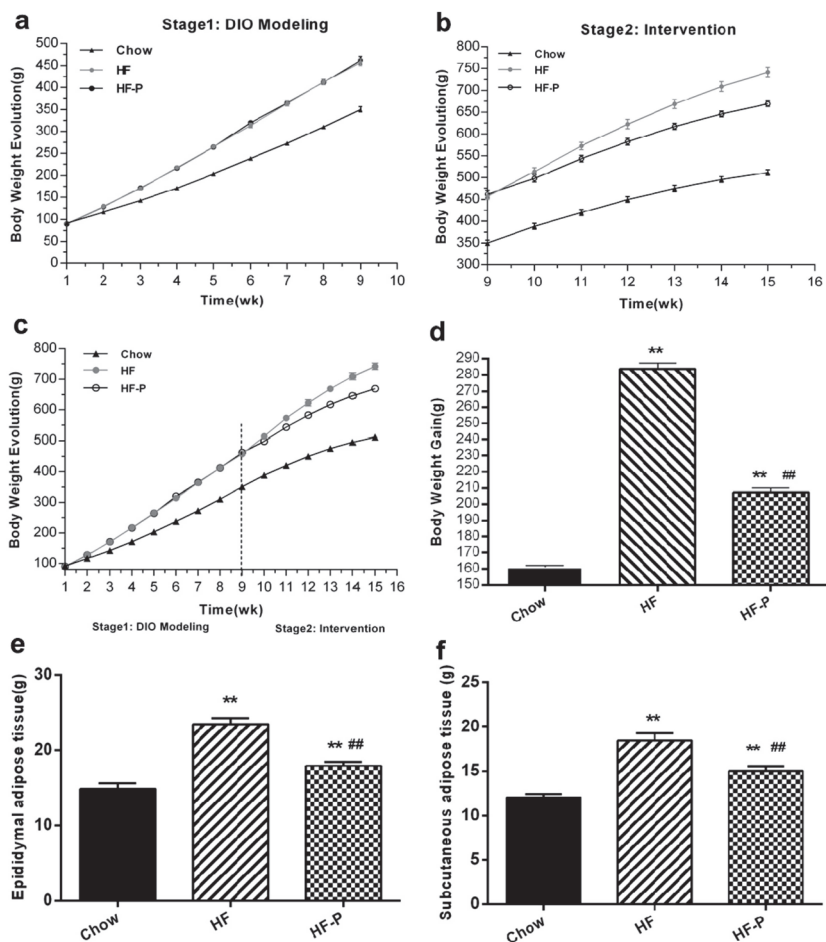 a
Stage1: DIO Modeling
Body Weight Evolution(g)
500
450
400
350
300
250
200
150
100
50
0
Chow
HF
HF-P
1 2 3 4 5 6 7 8 9 10
Time(wk)
b
Stage2: Intervention
Body Weight Evolution(g)
750
700
650
600
550
500
450
400
350
300
Chow
HF
HF-P
9 10 11 12 13 14 15 16
Time(wk)
c
Body Weight Evolution(g)
800
700
600
500
400
300
200
100
Chow
HF
HF-P
1 2 3 4 5 6 7 8 9 10 11 12 13 14 15 16
Time(wk)
Stage1: DIO Modeling Stage2: Intervention
d
Body Weight Gain(g)
290
280
270
260
250
240
230
220
210
200
190
180
170
160
150
**
** ##
Chow HF HF-P
e
Epididymal adipose tissue(g)
30
20
10
0
**
** ##
Chow HF HF-P
f
Subcutaneous adipose tissue (g)
25
20
15
10
5
0
**
** ##
Chow HF HF-P